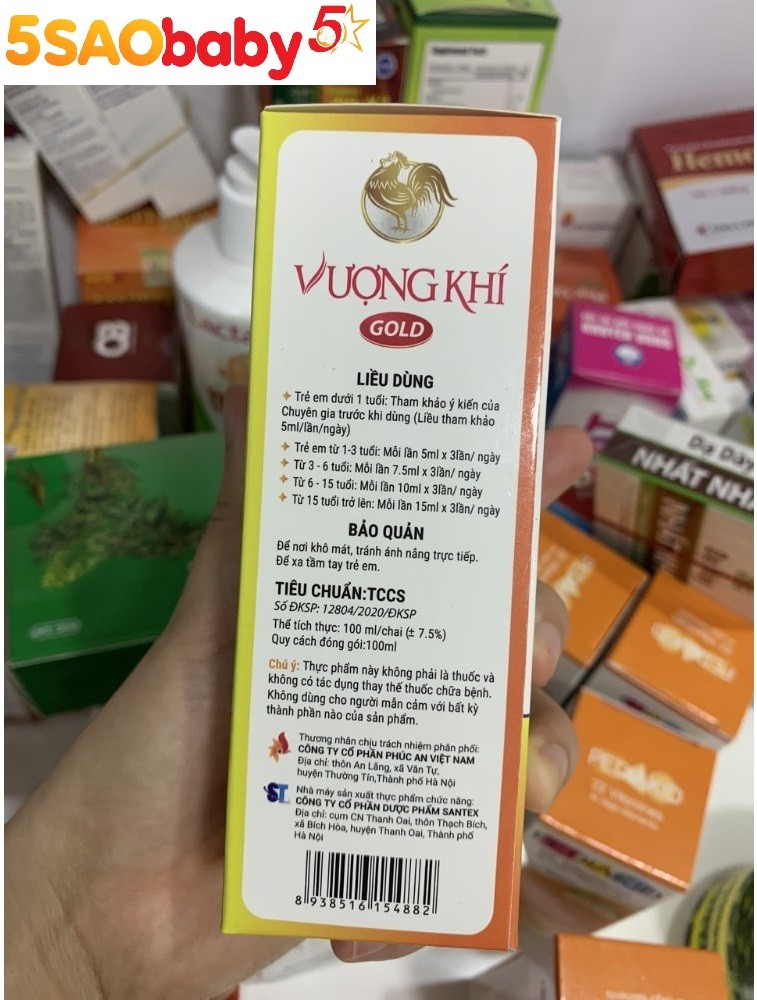 5SAObaby 5
VƯỢNG KHÍ
GOLD
LIỀU DÙNG
Trẻ em dưới 1 tuổi: Tham khảo ý kiến của
Chuyên gia trước khi dùng (Liều tham khảo
5ml/lần/ngày)
Trẻ em từ 1-3 tuổi: Mỗi lần 5ml x 3lần/ ngày
Từ 3 - 6 tuổi: Mỗi lần 7.5ml x 3lần/ ngày
Từ 6 - 15 tuổi: Mỗi lần 10ml x 3lần/ ngày
Từ 15 tuổi trở lên: Mỗi lần 15ml x 3lần/ ngày
BẢO QUẢN
Để nơi khô mát, tránh ánh nắng trực tiếp.
Để xa tầm tay trẻ em.
TIÊU CHUẨN:TCCS
Số ĐKSP: 12804/2020/ĐKSP
Thể tích thực: 100 ml/chai (± 7.5%)
Quy cách đóng gói:100ml
Chú ý: Thực phẩm này không phải là thuốc và
không có tác dụng thay thế thuốc chữa bệnh.
Không dùng cho người mẫn cảm với bất kỳ
thành phần nào của sản phẩm.
Thương nhân chịu trách nhiệm phân phối:
CÔNG TY CỔ PHẦN PHÚC AN VIỆT NAM
Địa chỉ: thôn An Lãng, xã Văn Tự,
huyện Thường Tín,Thành phố Hà Nội
ST
Nhà máy sản xuất thực phẩm chức năng:
CÔNG TY CỔ PHẦN DƯỢC PHẨM SANTEX
Địa chỉ: cụm CN Thanh Oai, thôn Thạch Bích,
xã Bích Hòa, huyện Thanh Oai, Thành phố
Hà Nội
8 938516 154882
Hemo
Lacta
Dạ Dày
NHẤT NHẤ
PEDIAKID